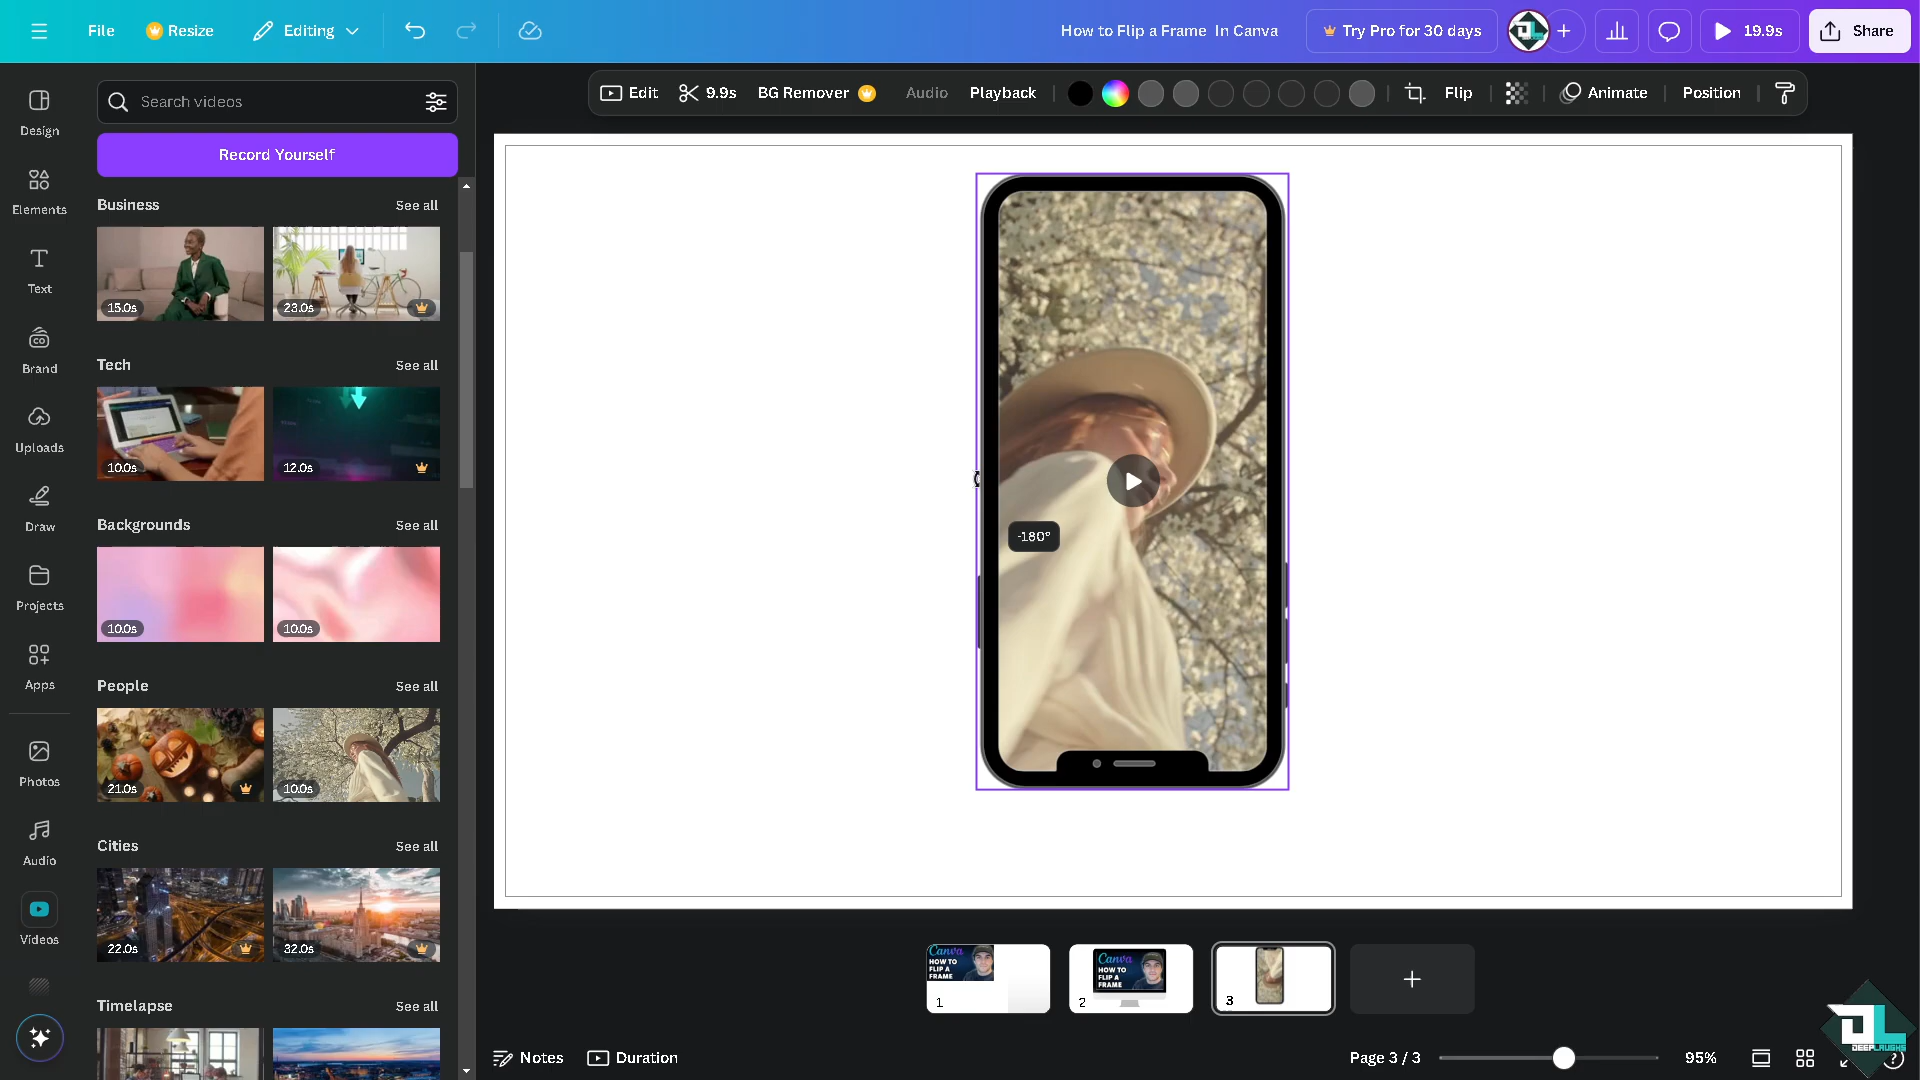 File
Resize
Editing
How to Flip a Frame In Canva
Try Pro for 30 days
19.9s
Share
Search videos
Record Yourself
Edit
9.9s
BG Remover
Audio
Playback
Flip
Animate
Position
Design
Elements
Text
Brand
Uploads
Draw
Projects
Apps
Photos
Audio
Videos
Business
See all
15.0s
23.0s
Tech
See all
10.0s
12.0s
Backgrounds
See all
10.0s
10.0s
People
See all
21.0s
10.0s
Cities
See all
22.0s
32.0s
Timelapse
See all
-180°
Canva
HOW TO
FLIP A
FRAME
1
Canva
HOW TO
FLIP A
FRAME
2
3
Notes
Duration
Page 3 / 3
95%
DL
DEEPLAUGHS